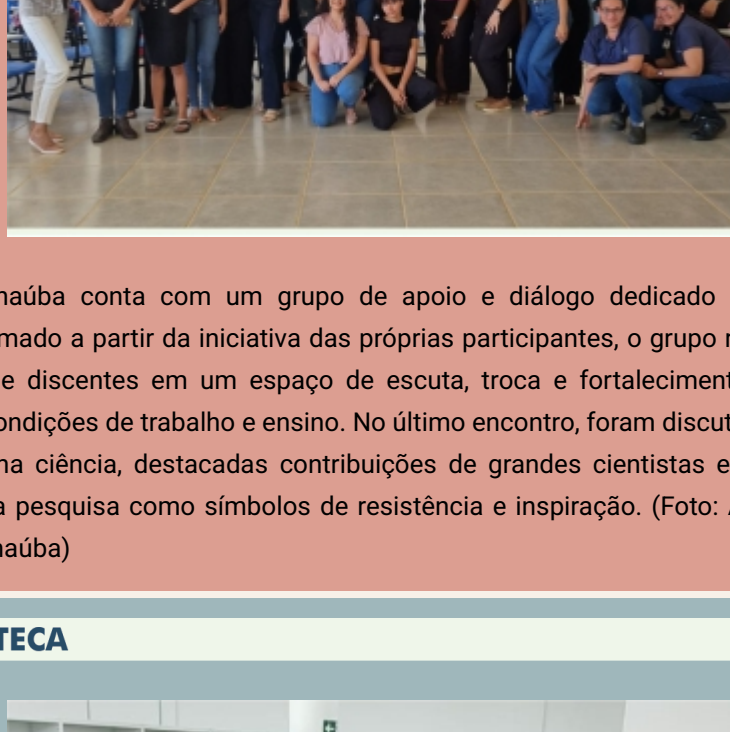 naúba conta com um grupo de apoio e diálogo dedicado
mado a partir da iniciativa das próprias participantes, o grupo
e discentes em um espaço de escuta, troca e fortaleciment
ondições de trabalho e ensino. No último encontro, foram discut
na ciência, destacadas contribuições de grandes cientistas e
a pesquisa como símbolos de resistência e inspiração. (Foto:
naúba)
TECA